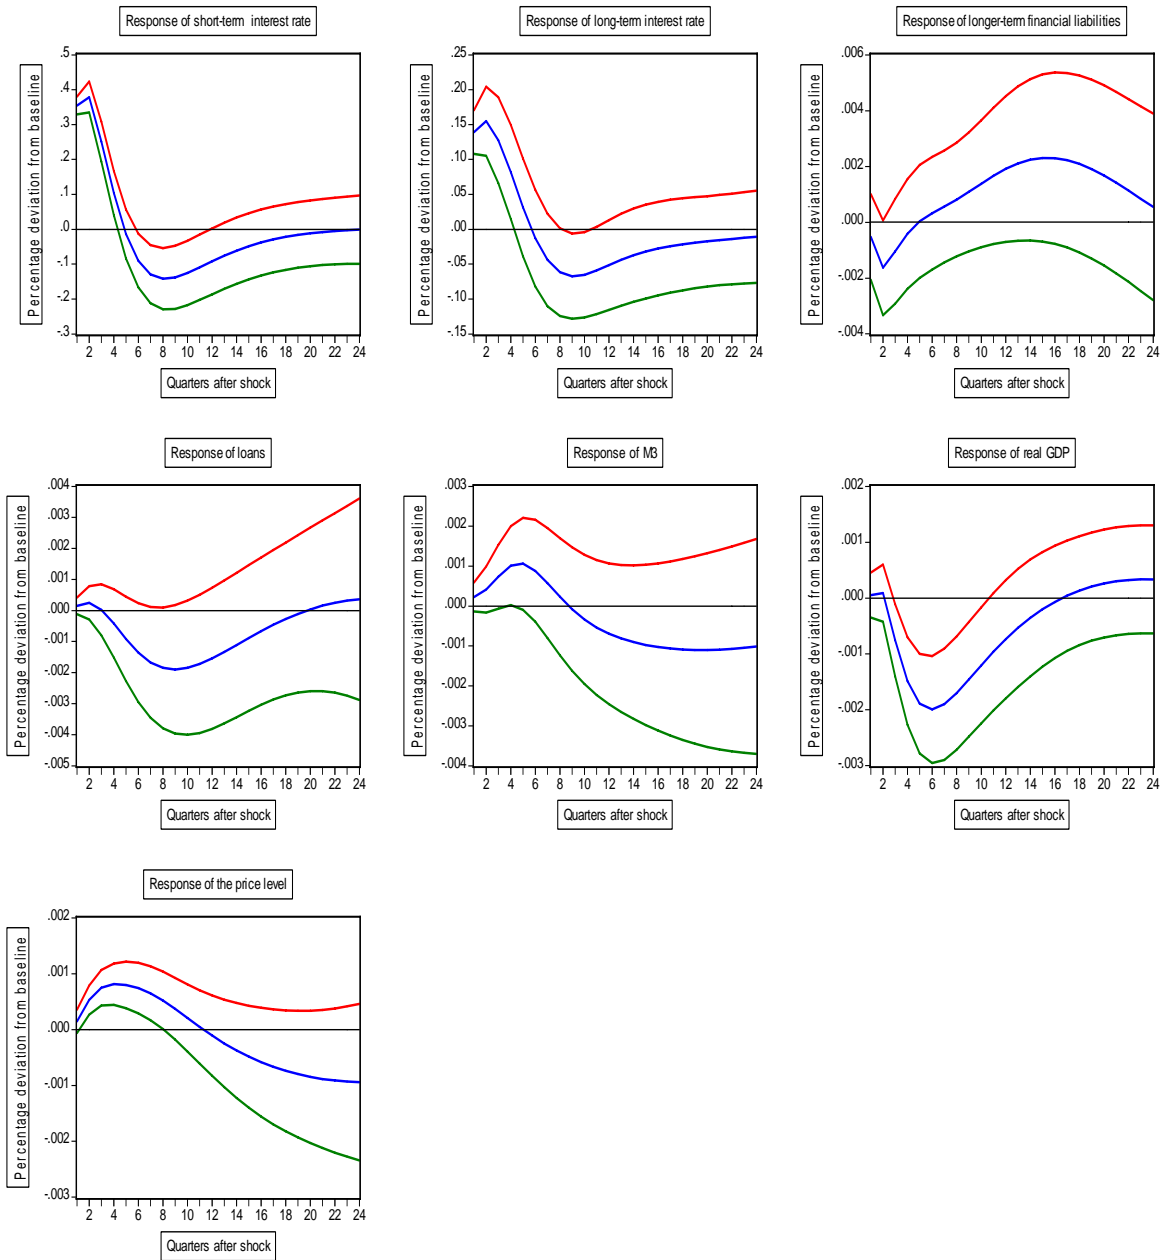 Response of short-term interest rate
Percentage deviation from baseline
.5
.4
.3
.2
.1
.0
-.1
-.2
-.3
2 4 6 8 10 12 14 16 18 20 22 24
Quarters after shock
Response of long-term interest rate
Percentage deviation from baseline
.25
.20
.15
.10
.05
.00
-.05
-.10
-.15
2 4 6 8 10 12 14 16 18 20 22 24
Quarters after shock
Response of longer-term financial liabilities
Percentage deviation from baseline
.006
.004
.002
.000
-.002
-.004
2 4 6 8 10 12 14 16 18 20 22 24
Quarters after shock
Response of loans
Percentage deviation from baseline
.004
.003
.002
.001
.000
-.001
-.002
-.003
-.004
-.005
2 4 6 8 10 12 14 16 18 20 22 24
Quarters after shock
Response of M3
Percentage deviation from baseline
.003
.002
.001
.000
-.001
-.002
-.003
-.004
2 4 6 8 10 12 14 16 18 20 22 24
Quarters after shock
Response of real GDP
Percentage deviation from baseline
.002
.001
.000
-.001
-.002
-.003
2 4 6 8 10 12 14 16 18 20 22 24
Quarters after shock
Response of the price level
Percentage deviation from baseline
.002
.001
.000
-.001
-.002
-.003
2 4 6 8 10 12 14 16 18 20 22 24
Quarters after shock